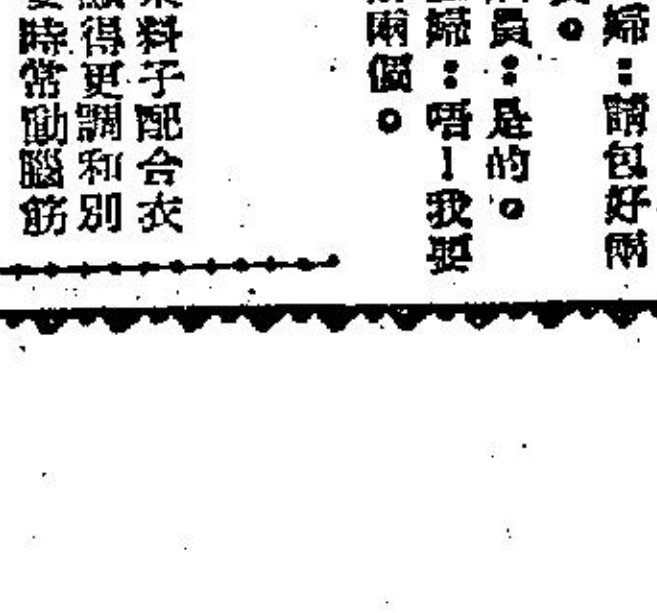 婦：請包好兩
。
員：是的。
婦：唔！我要
兩個。
料子配合衣
得更調和別
時常動腦筋